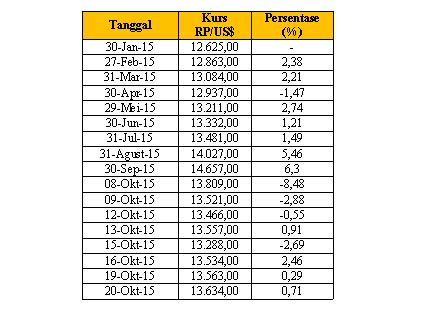 Tanggal Kurs RP/US$ Persentase (%)
30-Jan-15 12.625,00 -
27-Feb-15 12.863,00 2,38
31-Mar-15 13.084,00 2,21
30-Apr-15 12.937,00 -1,47
29-Mei-15 13.211,00 2,74
30-Jun-15 13.332,00 1,21
31-Jul-15 13.481,00 1,49
31-Agust-15 14.027,00 5,46
30-Sep-15 14.657,00 6,3
08-Okt-15 13.809,00 -8,48
09-Okt-15 13.521,00 -2,88
12-Okt-15 13.466,00 -0,55
13-Okt-15 13.557,00 0,91
15-Okt-15 13.288,00 -2,69
16-Okt-15 13.534,00 2,46
19-Okt-15 13.563,00 0,29
20-Okt-15 13.634,00 0,71